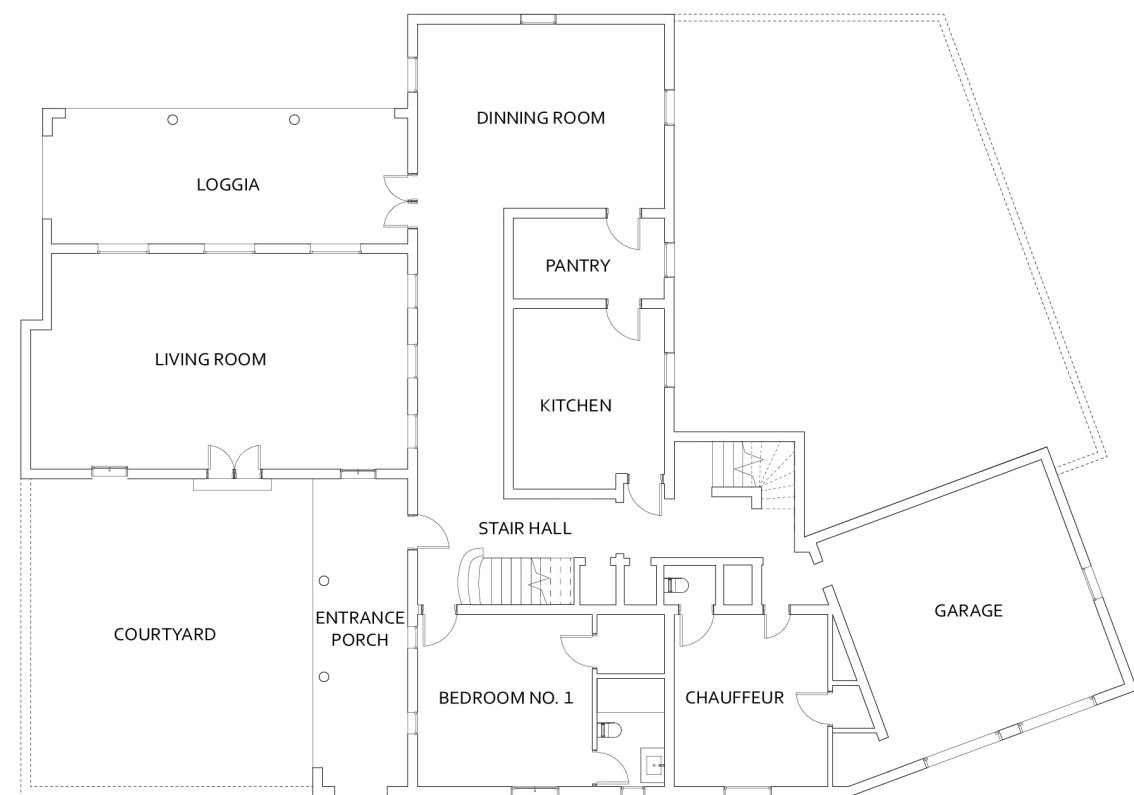 DINNING ROOM
LOGGIA
PANTRY
LIVING ROOM
KITCHEN
STAIR HALL
ENTRANCE
PORCH
COURTYARD
GARAGE
BEDROOM NO. 1
CHAUFFEUR